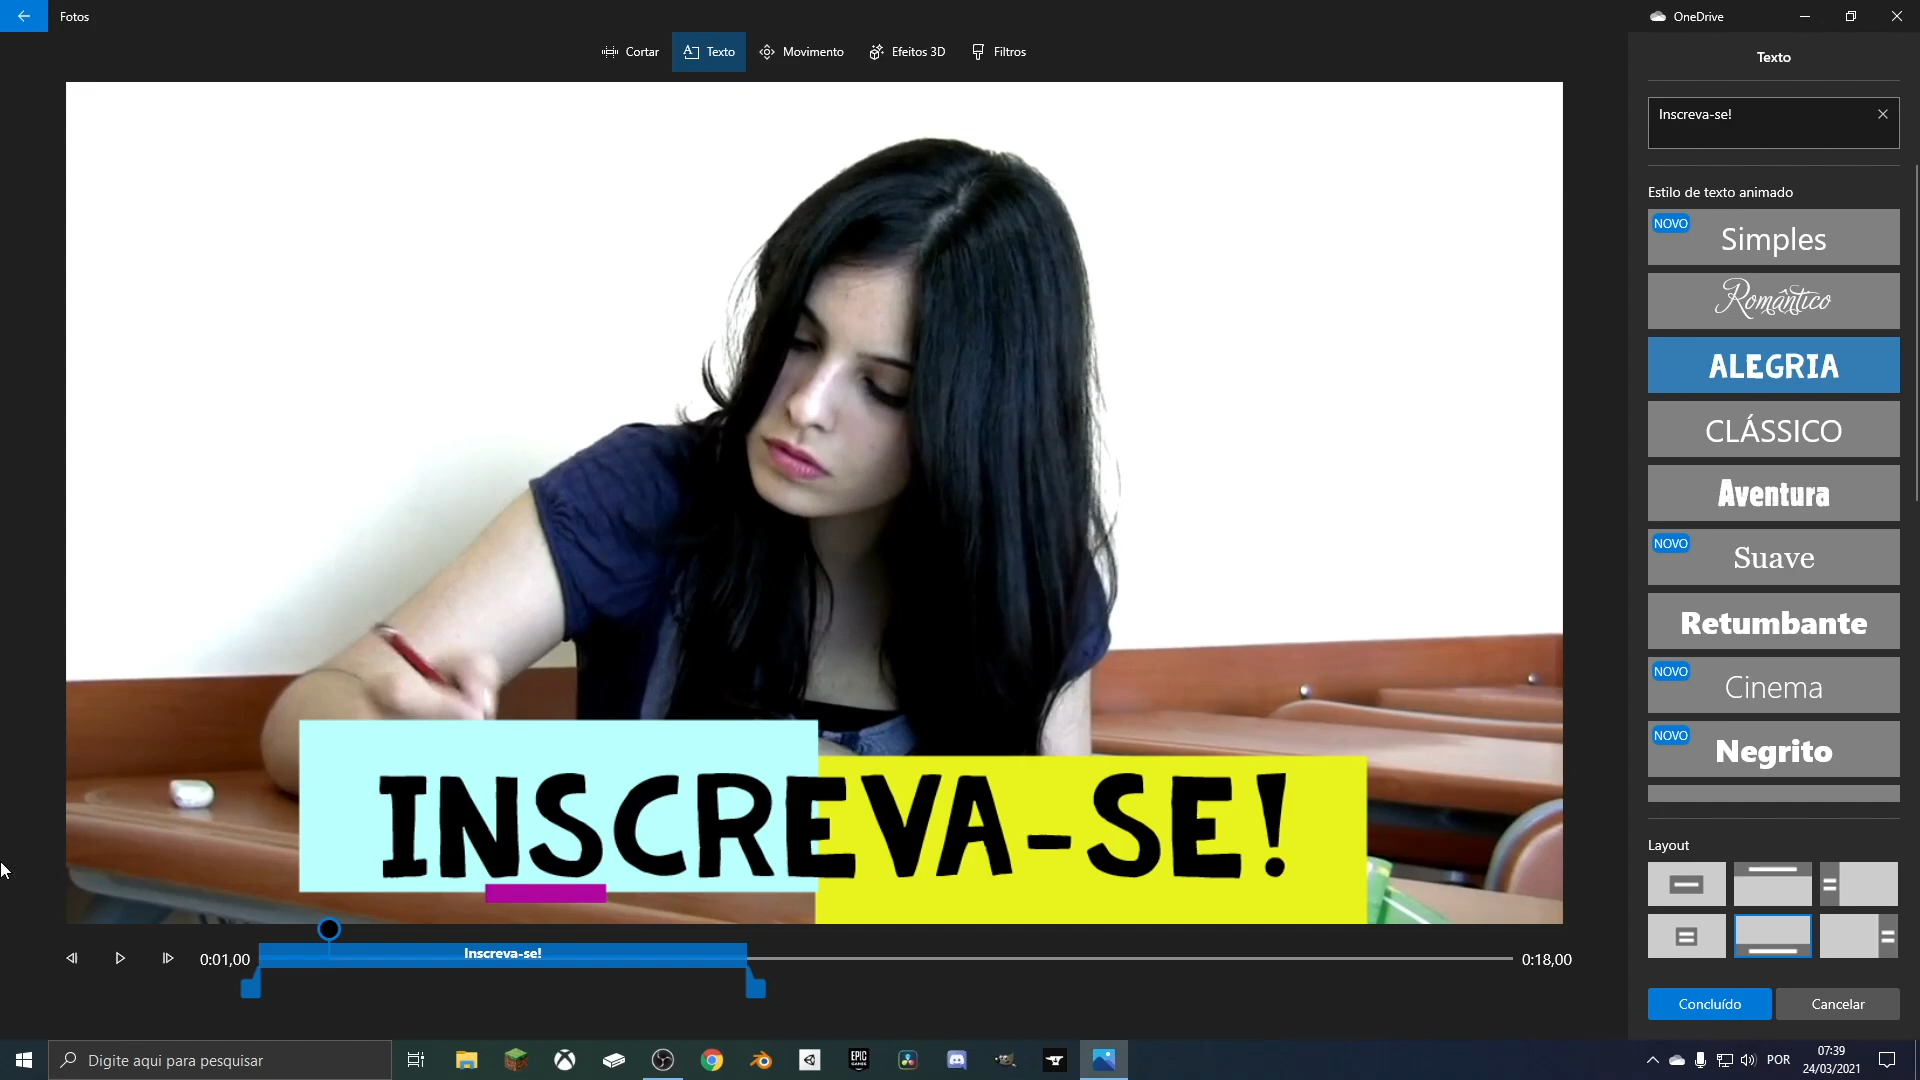 Fotos
OneDrive
Cortar
Texto
Movimento
Efeitos 3D
Filtros
Texto
Inscreva-se!
Estilo de texto animado
NOVO
Simples
Romântico
ALEGRIA
CLÁSSICO
Aventura
NOVO
Suave
Retumbante
NOVO
Cinema
NOVO
Negrito
INSCREVA-SE!
Layout
0:01,00
Inscreva-se!
0:18,00
Concluído
Cancelar
Digite aqui para pesquisar
EPIC GAMES
POR
07:39
24/03/2021